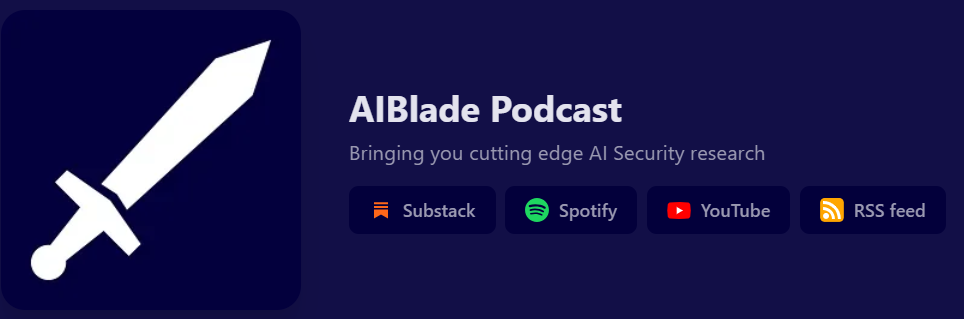 AIBlade Podcast
Bringing you cutting edge AI Security research
Substack Spotify YouTube RSS feed